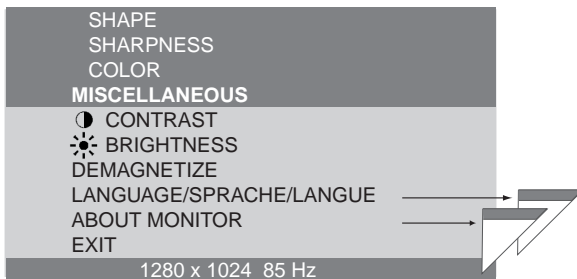 SHAPE
SHARPNESS
COLOR
MISCELLANEOUS
CONTRAST
BRIGHTNESS
DEMAGNETIZE
LANGUAGE/SPRACHE/LANGUE
ABOUT MONITOR
EXIT
1280 x 1024 85 Hz